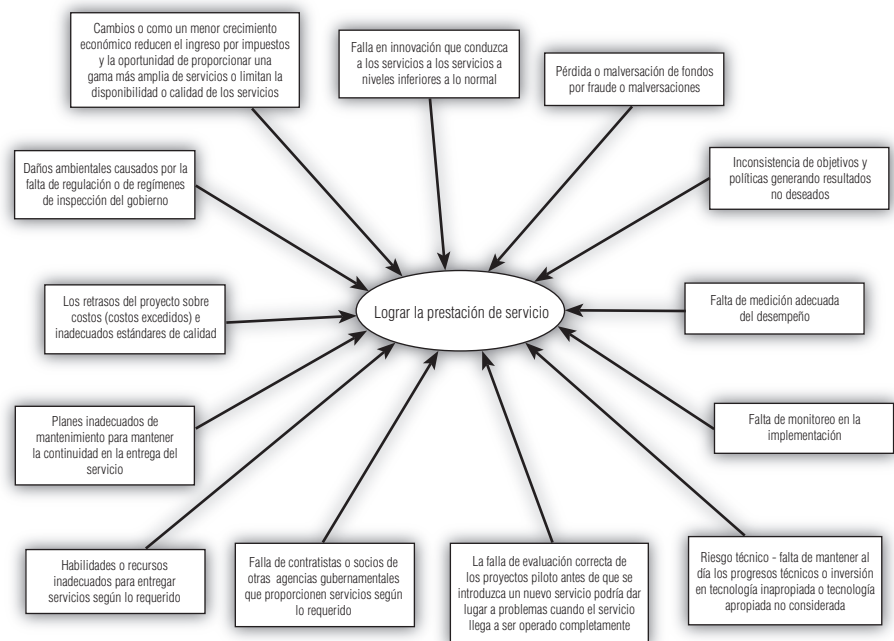 Cambios o como un menor crecimiento
económico reducen el ingreso por impuestos
y la oportunidad de proporcionar una
gama más amplia de servicios o limitan la
disponibilidad o calidad de los servicios
Falla en innovación que conduzca
a los servicios a los servicios a
niveles inferiores a lo normal
Pérdida o malversación de fondos
por fraude o malversaciones
Daños ambientales causados por la
falta de regulación o de regímenes
de inspección del gobierno
Inconsistencia de objetivos y
políticas generando resultados
no deseados
Los retrasos del proyecto sobre
costos (costos excedidos) e
inadecuados estándares de calidad
Lograr la prestación de servicio
Falta de medición adecuada
del desempeño
Planes inadecuados de
mantenimiento para mantener
la continuidad en la entrega del
servicio
Falta de monitoreo en la
implementación
Habilidades o recursos
inadecuados para entregar
servicios según lo requerido
Falla de contratistas o socios de
otras agencias gubernamentales
que proporcionen servicios según
lo requerido
La falla de evaluación correcta de
los proyectos piloto antes de que se
introduzca un nuevo servicio podría dar
lugar a problemas cuando el servicio
llega a ser operado completamente
Riesgo técnico - falta de mantener al
día los progresos técnicos o inversión
en tecnología inapropiada o tecnología
apropiada no considerada